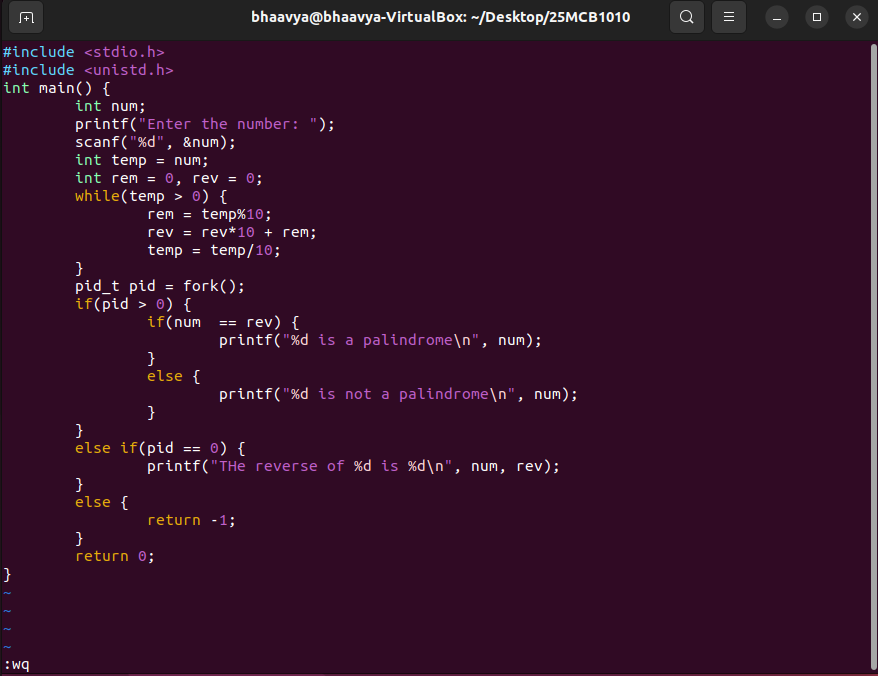 bhaavya@bhaavya-VirtualBox: ~/Desktop/25MCB1010
#include <stdio.h>
#include <unistd.h>
int main() {
        int num;
        printf("Enter the number: ");
        scanf("%d", &num);
        int temp = num;
        int rem = 0, rev = 0;
        while(temp > 0) {
                rem = temp%10;
                rev = rev*10 + rem;
                temp = temp/10;
        }
        pid_t pid = fork();
        if(pid > 0) {
                if(num  == rev) {
                        printf("%d is a palindrome\n", num);
                }
                else {
                        printf("%d is not a palindrome\n", num);
                }
        }
        else if(pid == 0) {
                printf("THe reverse of %d is %d\n", num, rev);
        }
        else {
                return -1;
        }
        return 0;
}
~
~
~
~
:wq